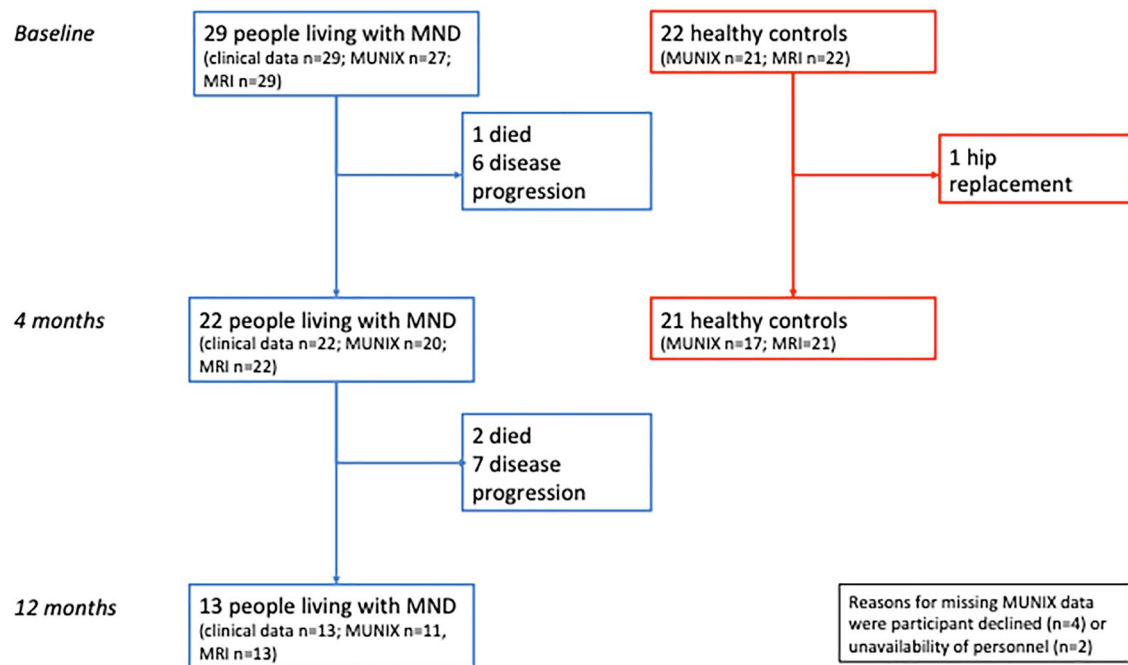 Baseline
29 people living with MND
(clinical data n=29; MUNIX n=27;
MRI n=29)
22 healthy controls
(MUNIX n=21; MRI n=22)
1 died
6 disease
progression
1 hip
replacement
4 months
22 people living with MND
(clinical data n=22; MUNIX n=20;
MRI n=22)
21 healthy controls
(MUNIX n=17; MRI=21)
2 died
7 disease
progression
12 months
13 people living with MND
(clinical data n=13; MUNIX n=11,
MRI n=13)
Reasons for missing MUNIX data
were participant declined (n=4) or
unavailability of personnel (n=2)